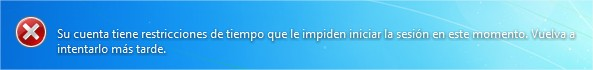 Su cuenta tiene restricciones de tiempo que le impiden iniciar la sesión en este momento. Vuelva a
intentarlo más tarde.